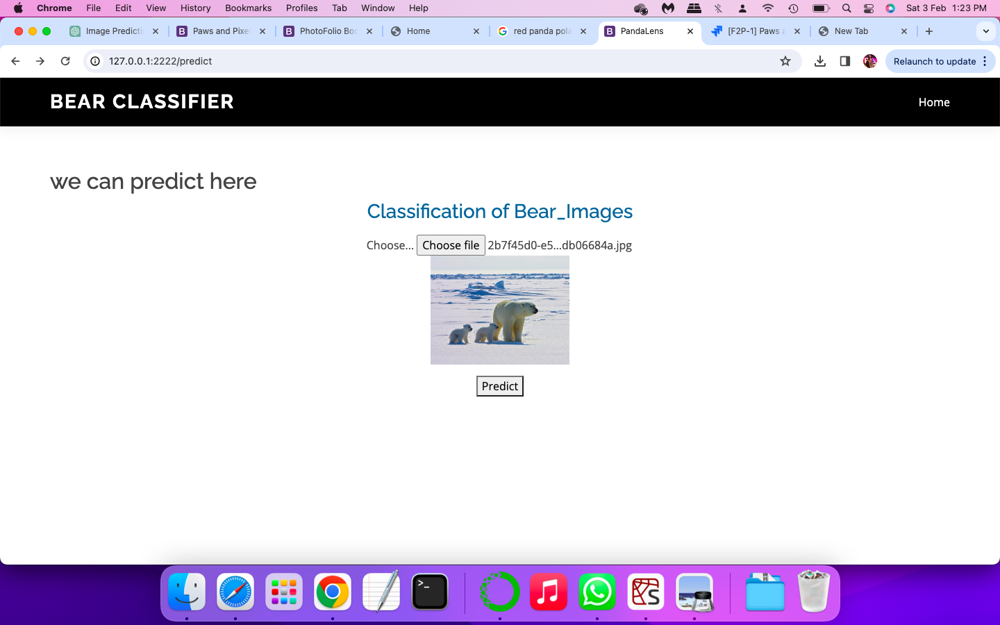 Chrome File Edit View History Bookmarks Profiles Tab Window Help Sat 3 Feb 1:23 PM
Image Predicti Paws and Pixe PhotoFolio Boo Home red panda pola PandaLens [F2P-1] Paws a New Tab
127.0.0.1:2222/predict Relaunch to update
BEAR CLASSIFIER Home
we can predict here
Classification of Bear_Images
Choose... Choose file 2b7f45d0-e5...db06684a.jpg
Predict